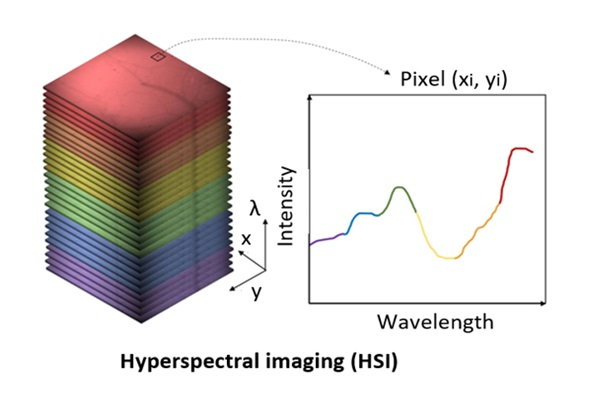 Pixel (xi, yi)
Intensity
λ
x
y
Wavelength
Hyperspectral imaging (HSI)